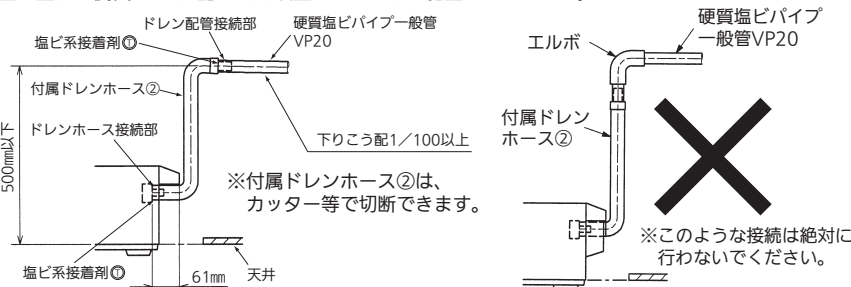 ドレン配管接続部
硬質塩ビパイプ一般管
VP20
塩ビ系接着剤Ⓣ
付属ドレンホース②
ドレンホース接続部
500mm以下
下りこう配1／100以上
※付属ドレンホース②は、
カッター等で切断できます。
塩ビ系接着剤Ⓣ
61mm
天井
硬質塩ビパイプ
一般管VP20
エルボ
付属ドレン
ホース②
※このような接続は絶対に
行わないでください。